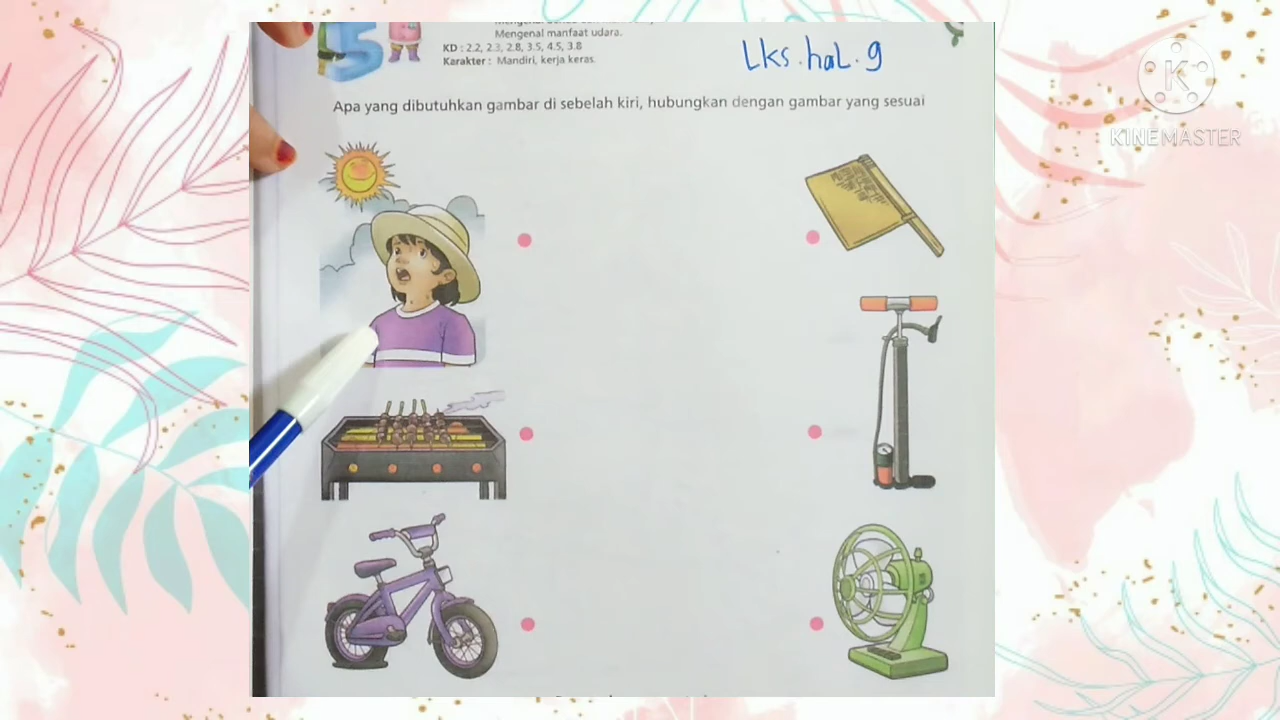 Mengenal manfaat udara.
KD : 2.2, 2.3, 2.8, 3.5, 4.5, 3.8
Karakter : Mandiri, kerja keras.
Lks.hal.9
Apa yang dibutuhkan gambar di sebelah kiri, hubungkan dengan gambar yang sesuai
5
K
KINEMASTER